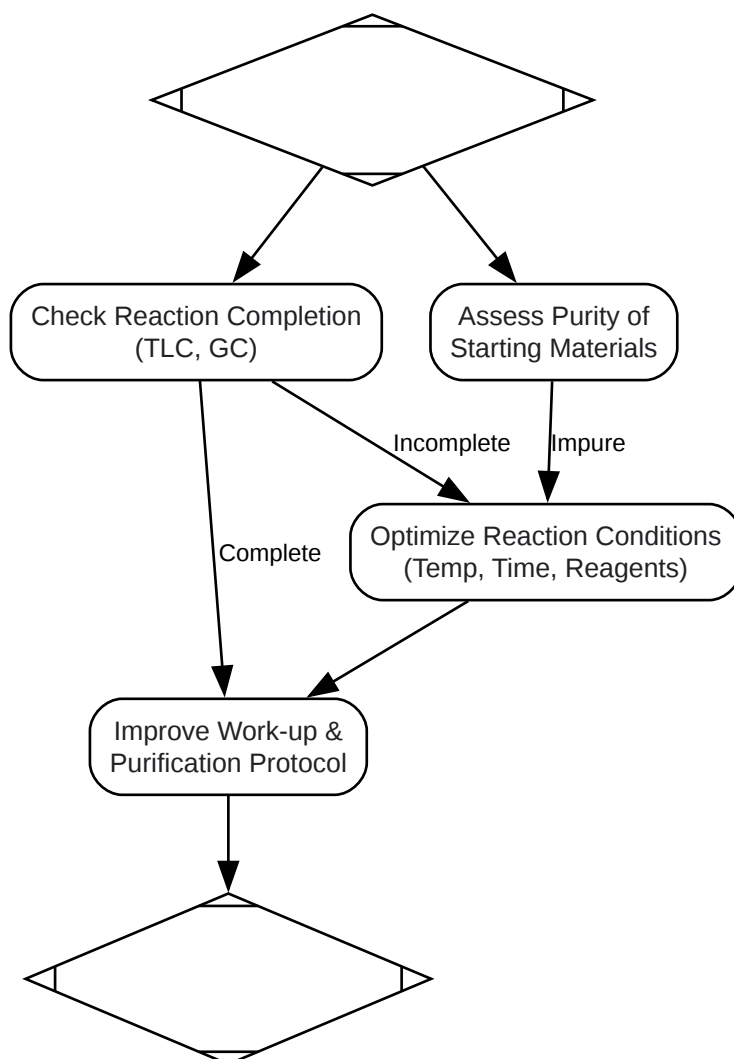 Check Reaction Completion
(TLC, GC)
Assess Purity of
Starting Materials
Incomplete
Impure
Optimize Reaction Conditions
(Temp, Time, Reagents)
Complete
Improve Work-up &
Purification Protocol